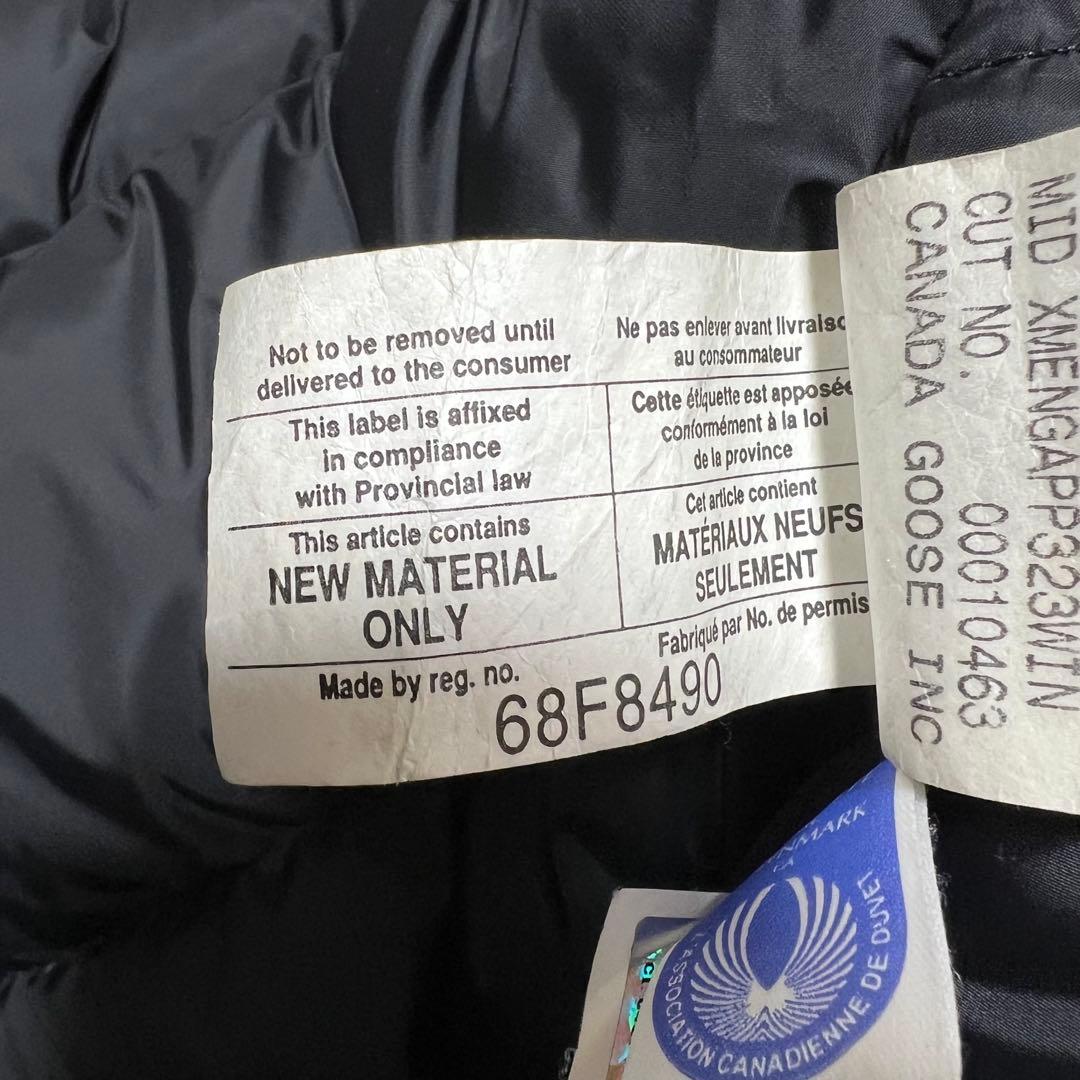 Not to be removed until
delivered to the consumer
This label is affixed
in compliance
with Provincial law
This article contains
NEW MATERIAL
ONLY
Made by reg. no.
Ne pas enlever avant
au consommateur
Cette étiquette est apposée
conformément à la loi
de la province
Cet article contient
MATÉRIAUX NEUFS
SEULEMENT
Fabriqué par No. de permis
68F8490
MIID XMENGAPP323WIN
CUT NO. 00010463
CANADA GOOSE INC
ASSOCIATION CANADIENNE DE DUVET